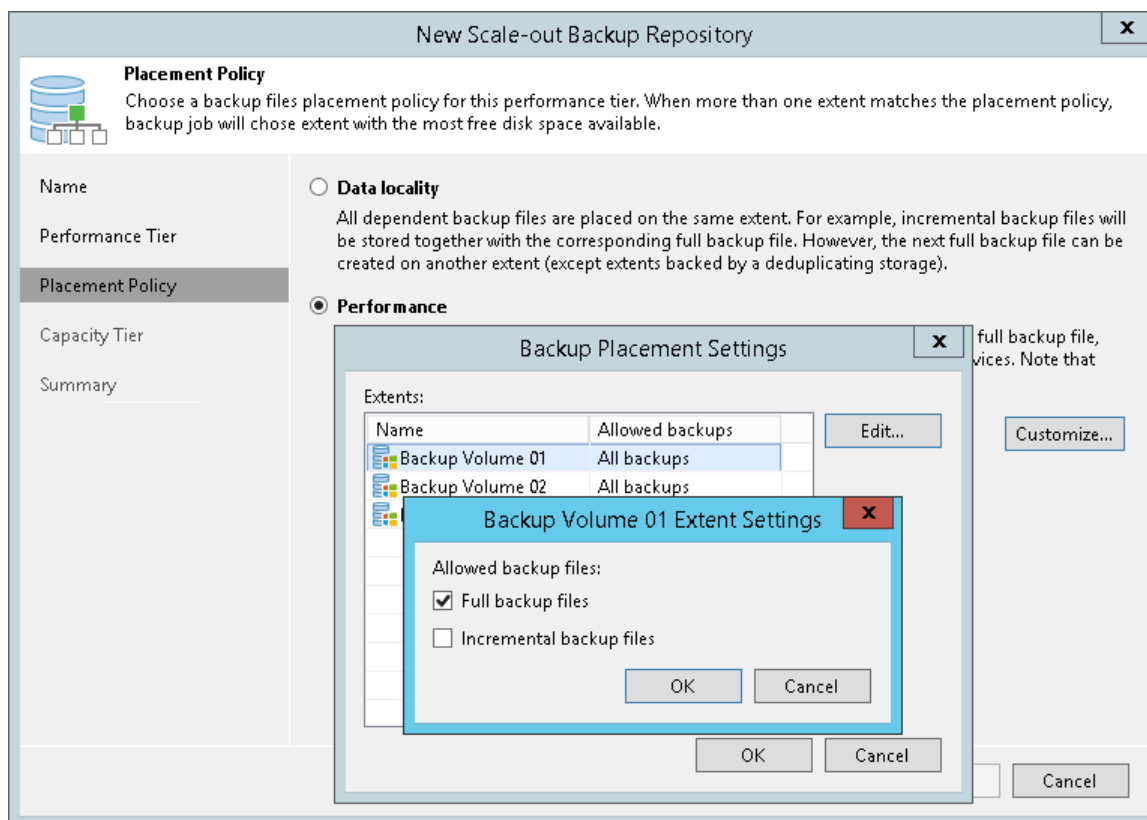 New Scale-out Backup Repository
x
Placement Policy
Choose a backup files placement policy for this performance tier. When more than one extent matches the placement policy,
backup job will chose extent with the most free disk space available.
Name
Performance Tier
Placement Policy
Capacity Tier
Summary
Data locality
All dependent backup files are placed on the same extent. For example, incremental backup files will
be stored together with the corresponding full backup file. However, the next full backup file can be
created on another extent (except extents backed by a deduplicating storage).
Performance
full backup file,
vices. Note that
Customize...
Backup Placement Settings
x
Extents:
Name Allowed backups
Edit...
Backup Volume 01 All backups
Backup Volume 02 All backups
Backup Volume 01 Extent Settings
x
Allowed backup files:
Full backup files
Incremental backup files
OK Cancel
OK Cancel
Cancel